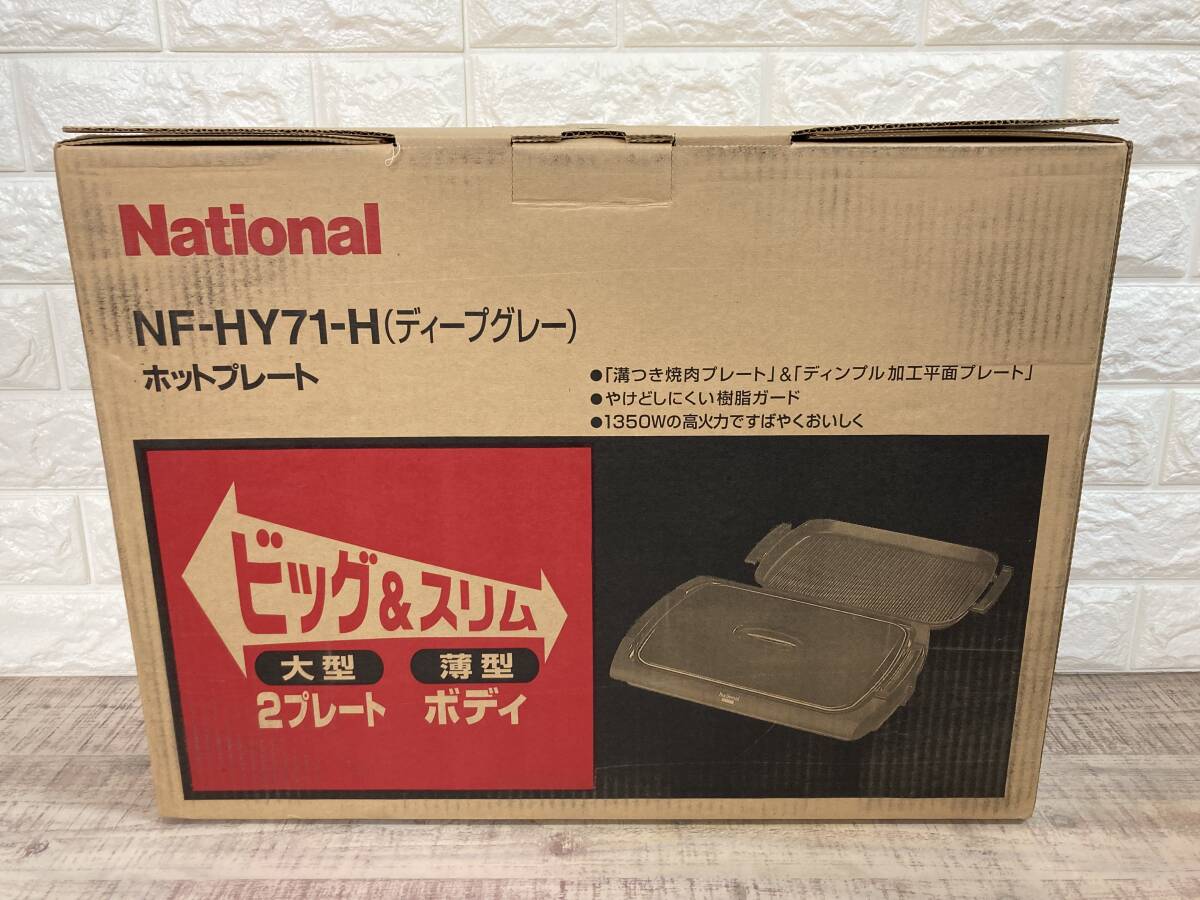 National
NF-HY71-H(ディープグレー)
ホットプレート
●「溝つき焼肉プレート」&「ディンプル加工平面プレート」
●やけどしにくい樹脂ガード
●1350Wの高火力ですばやくおいしく
ビッグ&スリム
大型 薄型
2プレート ボディ
National